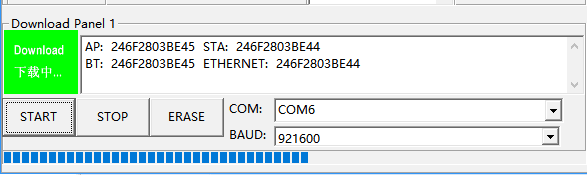 Download Panel 1
Download
下载中...
AP: 246F2803BE45 STA: 246F2803BE44
BT: 246F2803BE45 ETHERNET: 246F2803BE44
START STOP ERASE
COM: COM6
BAUD: 921600